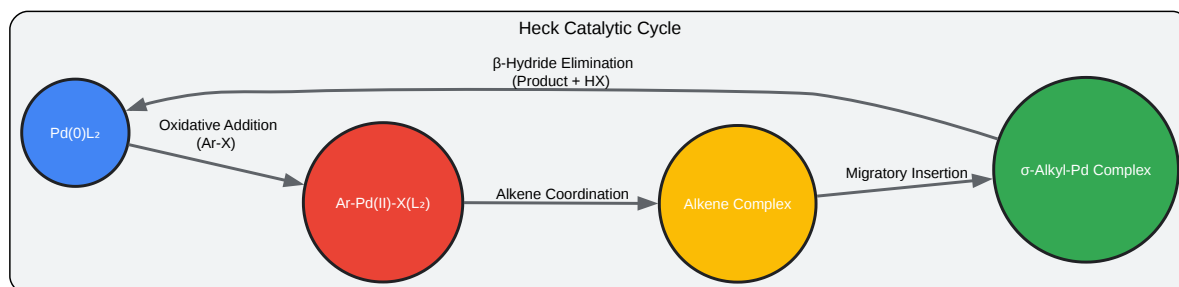 Heck Catalytic Cycle
β-Hydride Elimination
(Product + HX)
Pd(0)L₂
Oxidative Addition
(Ar-X)
Ar-Pd(II)-X(L₂)
Alkene Coordination
Alkene Complex
Migratory Insertion
σ-Alkyl-Pd Complex